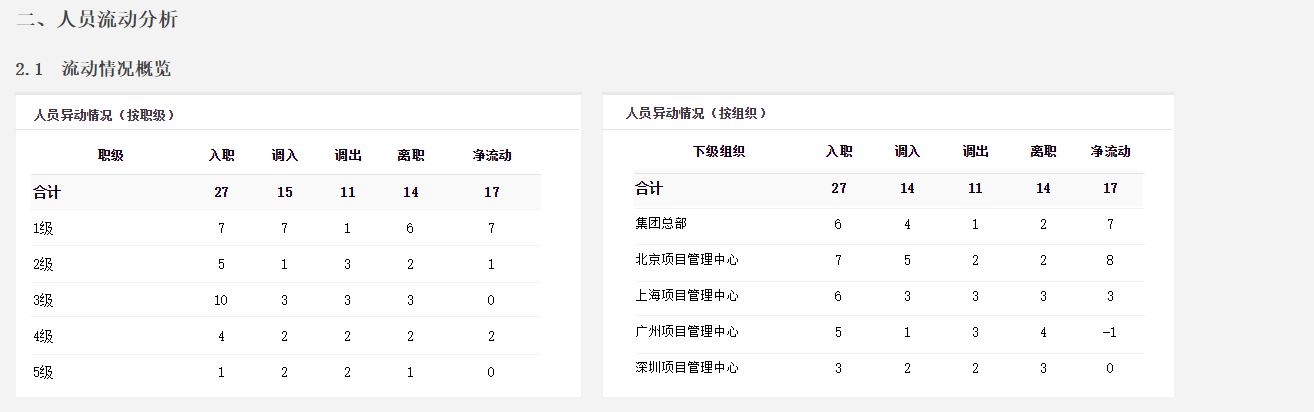 二、人员流动分析
2.1 流动情况概览
人员异动情况（按职级）
职级 入职 调入 调出 离职 净流动
合计 27 15 11 14 17
1级 7 7 1 6 7
2级 5 1 3 2 1
3级 10 3 3 3 0
4级 4 2 2 2 2
5级 1 2 2 1 0
人员异动情况（按组织）
下级组织 入职 调入 调出 离职 净流动
合计 27 14 11 14 17
集团总部 6 4 1 2 7
北京项目管理中心 7 5 2 2 8
上海项目管理中心 6 3 3 3 3
广州项目管理中心 5 1 3 4 -1
深圳项目管理中心 3 2 2 3 0